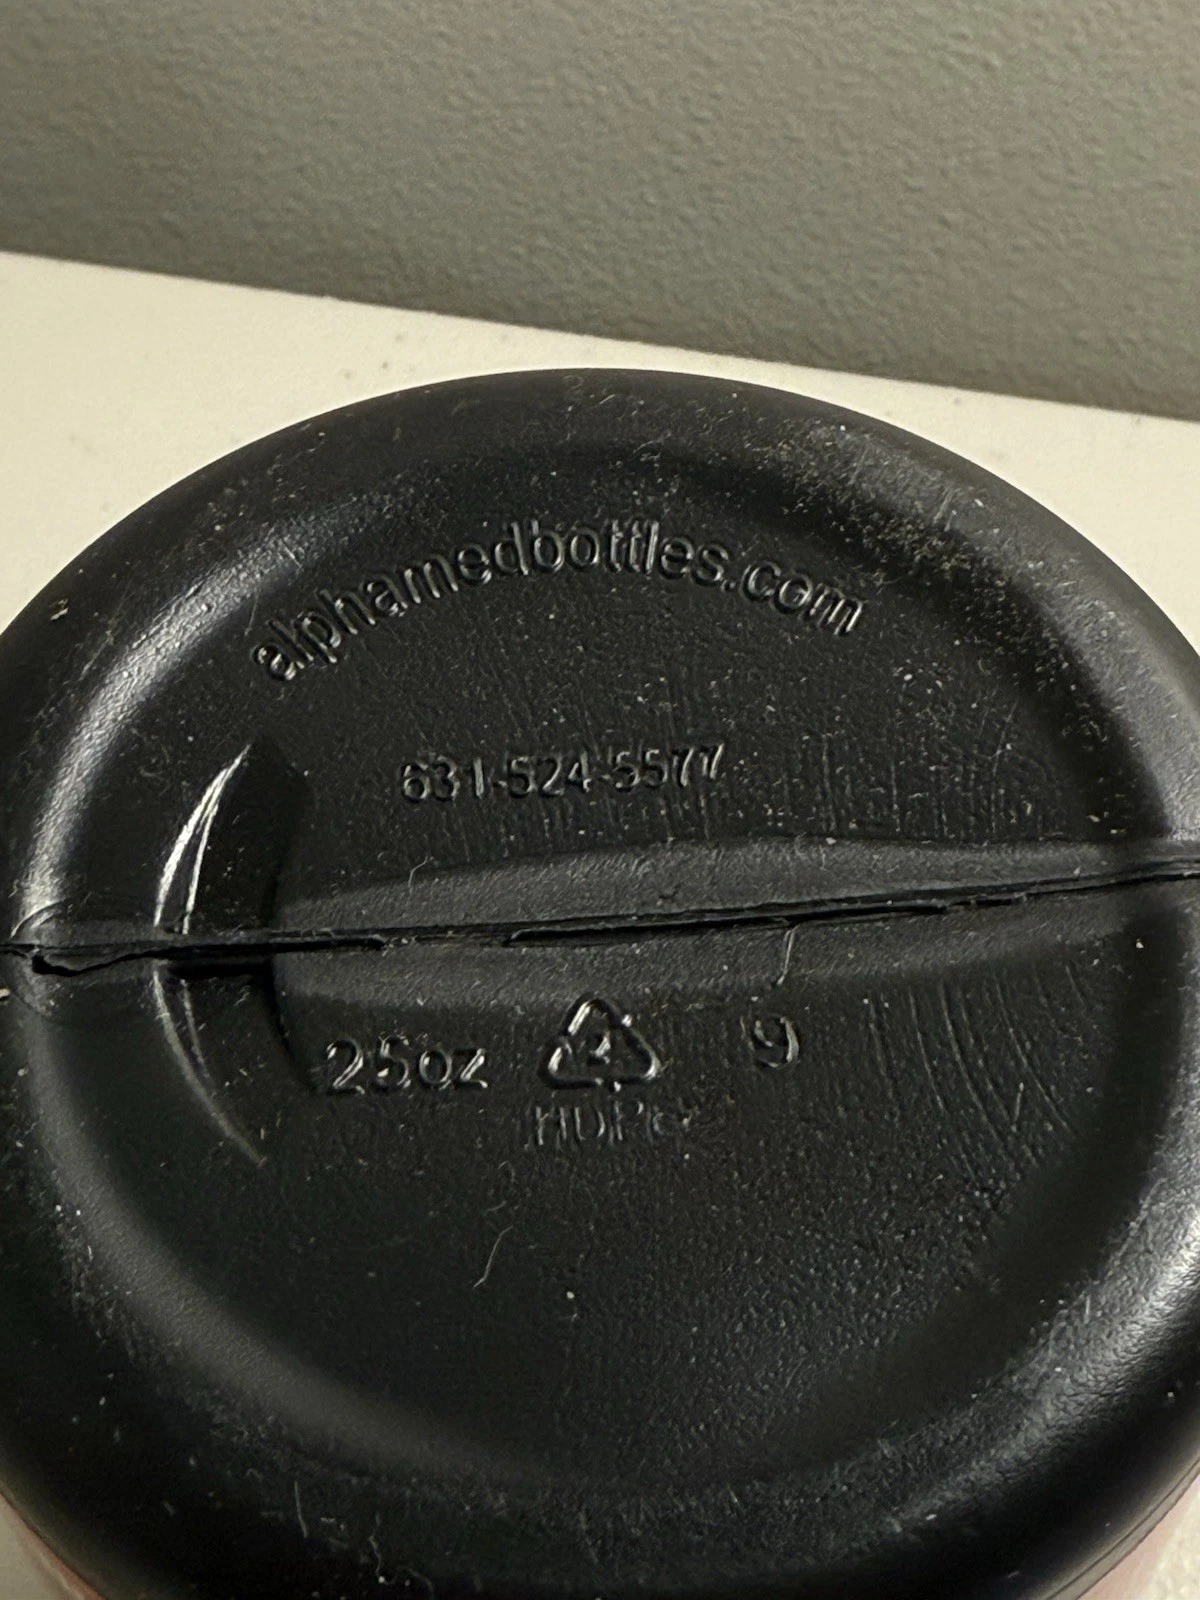 alphamedbottles.com
631-524-5577
25oz 2 9
HDPE